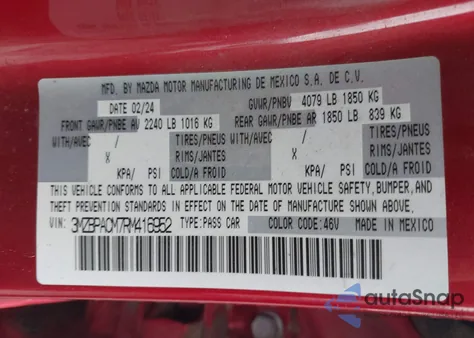 MFD. BY MAZDA MOTOR MANUFACTURING DE MEXICO S.A. DE C.V.
DATE 02/24 GVWR/PNBV 4079 LB 1850 KG
FRONT GAWR/PNBE AV 2240 LB 1016 KG REAR GAWR/PNBE AR 1850 LB 839 KG
WITH/AVEC / TIRES/PNEUS WITH/AVEC / TIRES/PNEUS
X RIMS/JANTES X RIMS/JANTES
KPA/ PSI COLD/A FROID KPA/ PSI COLD/A FROID
THIS VEHICLE CONFORMS TO ALL APPLICABLE FEDERAL MOTOR VEHICLE SAFETY, BUMPER, AND
THEFT PREVENTION STANDARDS IN EFFECT ON THE DATE OF MANUFACTURE SHOWN ABOVE.
VIN: 3MZBPACM7RM416952 TYPE:PASS CAR COLOR CODE: 46V MADE IN MEXICO
autoSnap